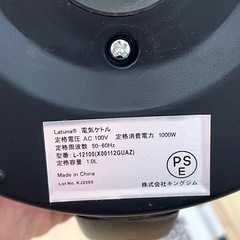 Latuna® 電気ケトル
定格電圧 AC 100V 定格消費電力 1000W
定格周波数 50-60Hz
型名: L-12100(X00112GUAZ)
定格容量 1.0L
Made in China
Lot No. KJ2505
PSE
株式会社キングジム